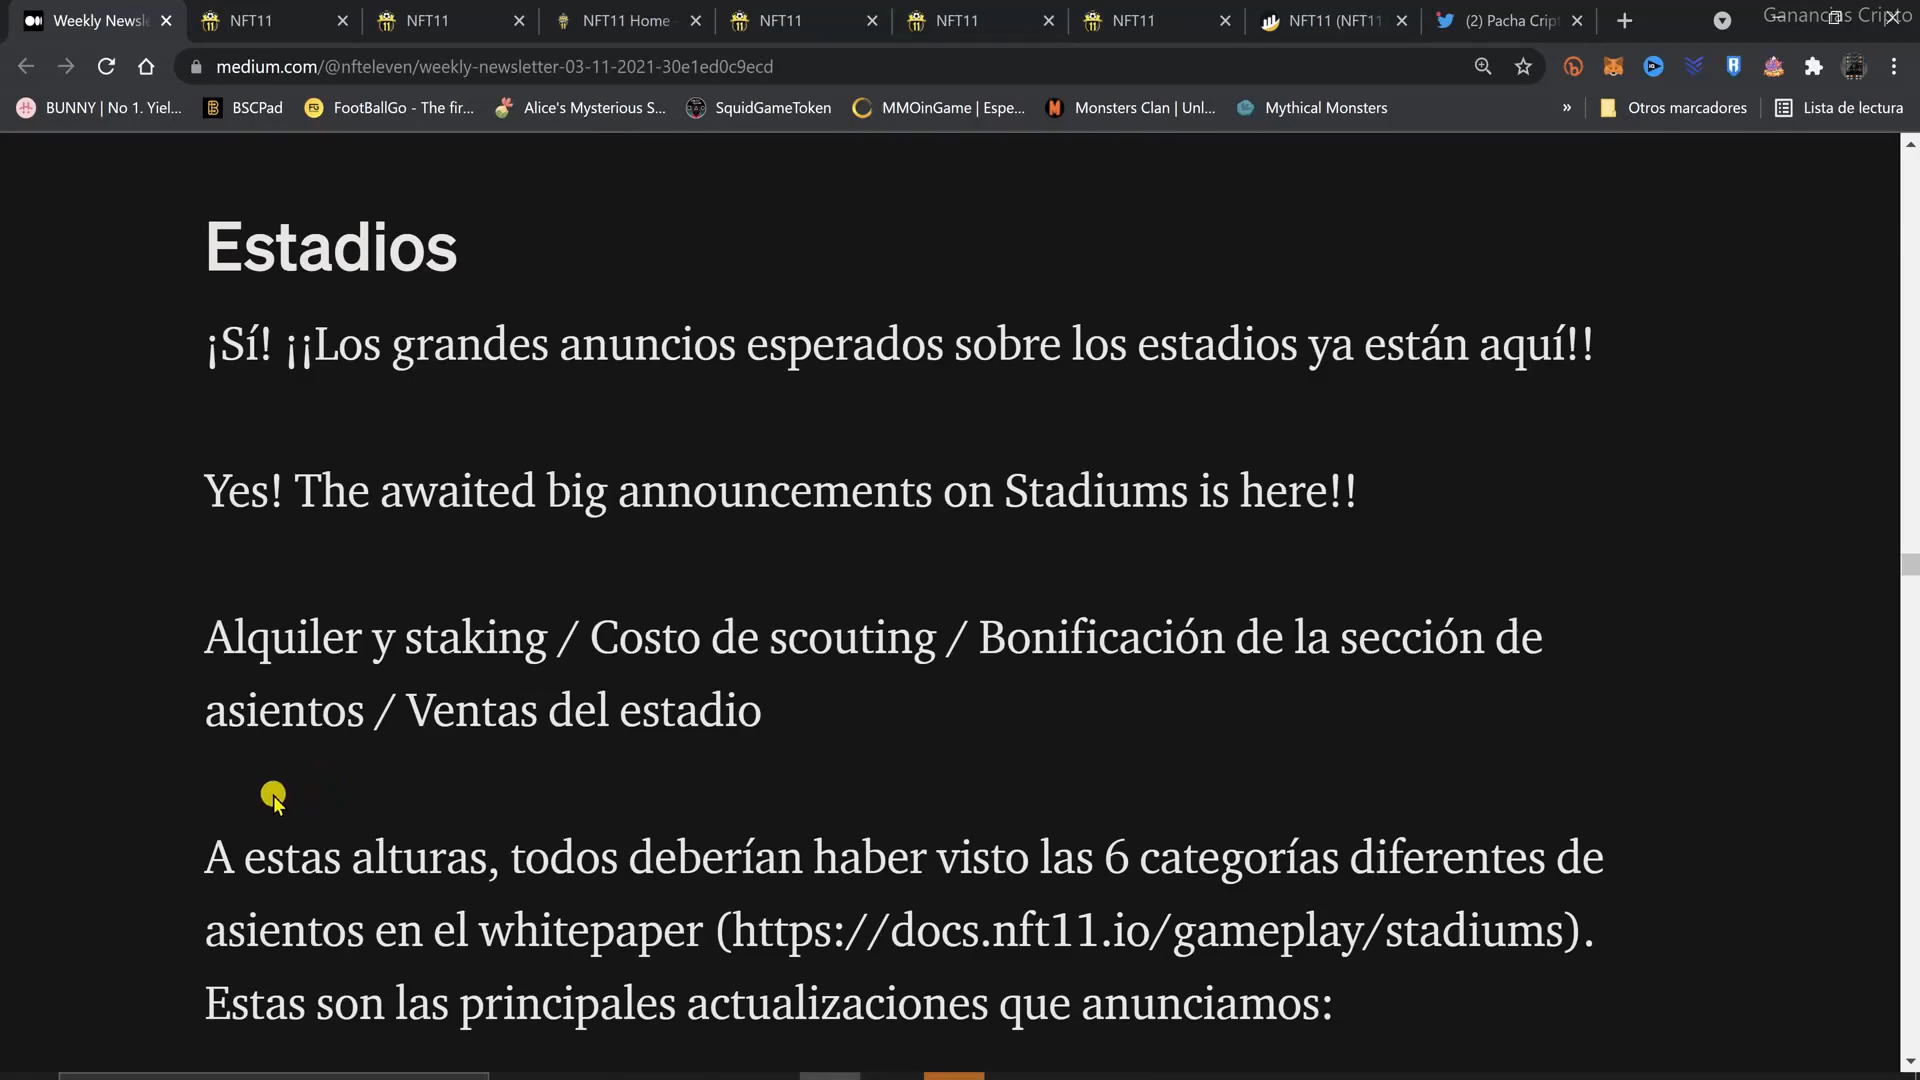 Weekly Newsl
NFT11
NFT11
NFT11 Home
NFT11
NFT11
NFT11
NFT11 (NFT11
(2) Pacha Cript
Ganancias Cripto
medium.com/@nfteleven/weekly-newsletter-03-11-2021-30e1ed0c9ecd
BUNNY | No 1. Yiel...
BSCPad
FootBallGo - The fir...
Alice's Mysterious S...
SquidGameToken
MMOinGame | Espe...
Monsters Clan | Unl...
Mythical Monsters
»
Otros marcadores
Lista de lectura
Estadios
¡Sí! ¡¡Los grandes anuncios esperados sobre los estadios ya están aquí!!
Yes! The awaited big announcements on Stadiums is here!!
Alquiler y staking / Costo de scouting / Bonificación de la sección de
asientos / Ventas del estadio
A estas alturas, todos deberían haber visto las 6 categorías diferentes de
asientos en el whitepaper (https://docs.nft11.io/gameplay/stadiums).
Estas son las principales actualizaciones que anunciamos: